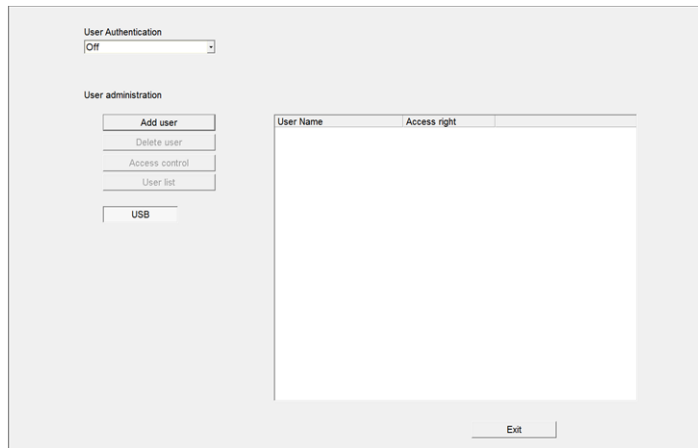 User Authentication
Off
User administration
Add user
Delete user
Access control
User list
USB
User Name Access right
Exit